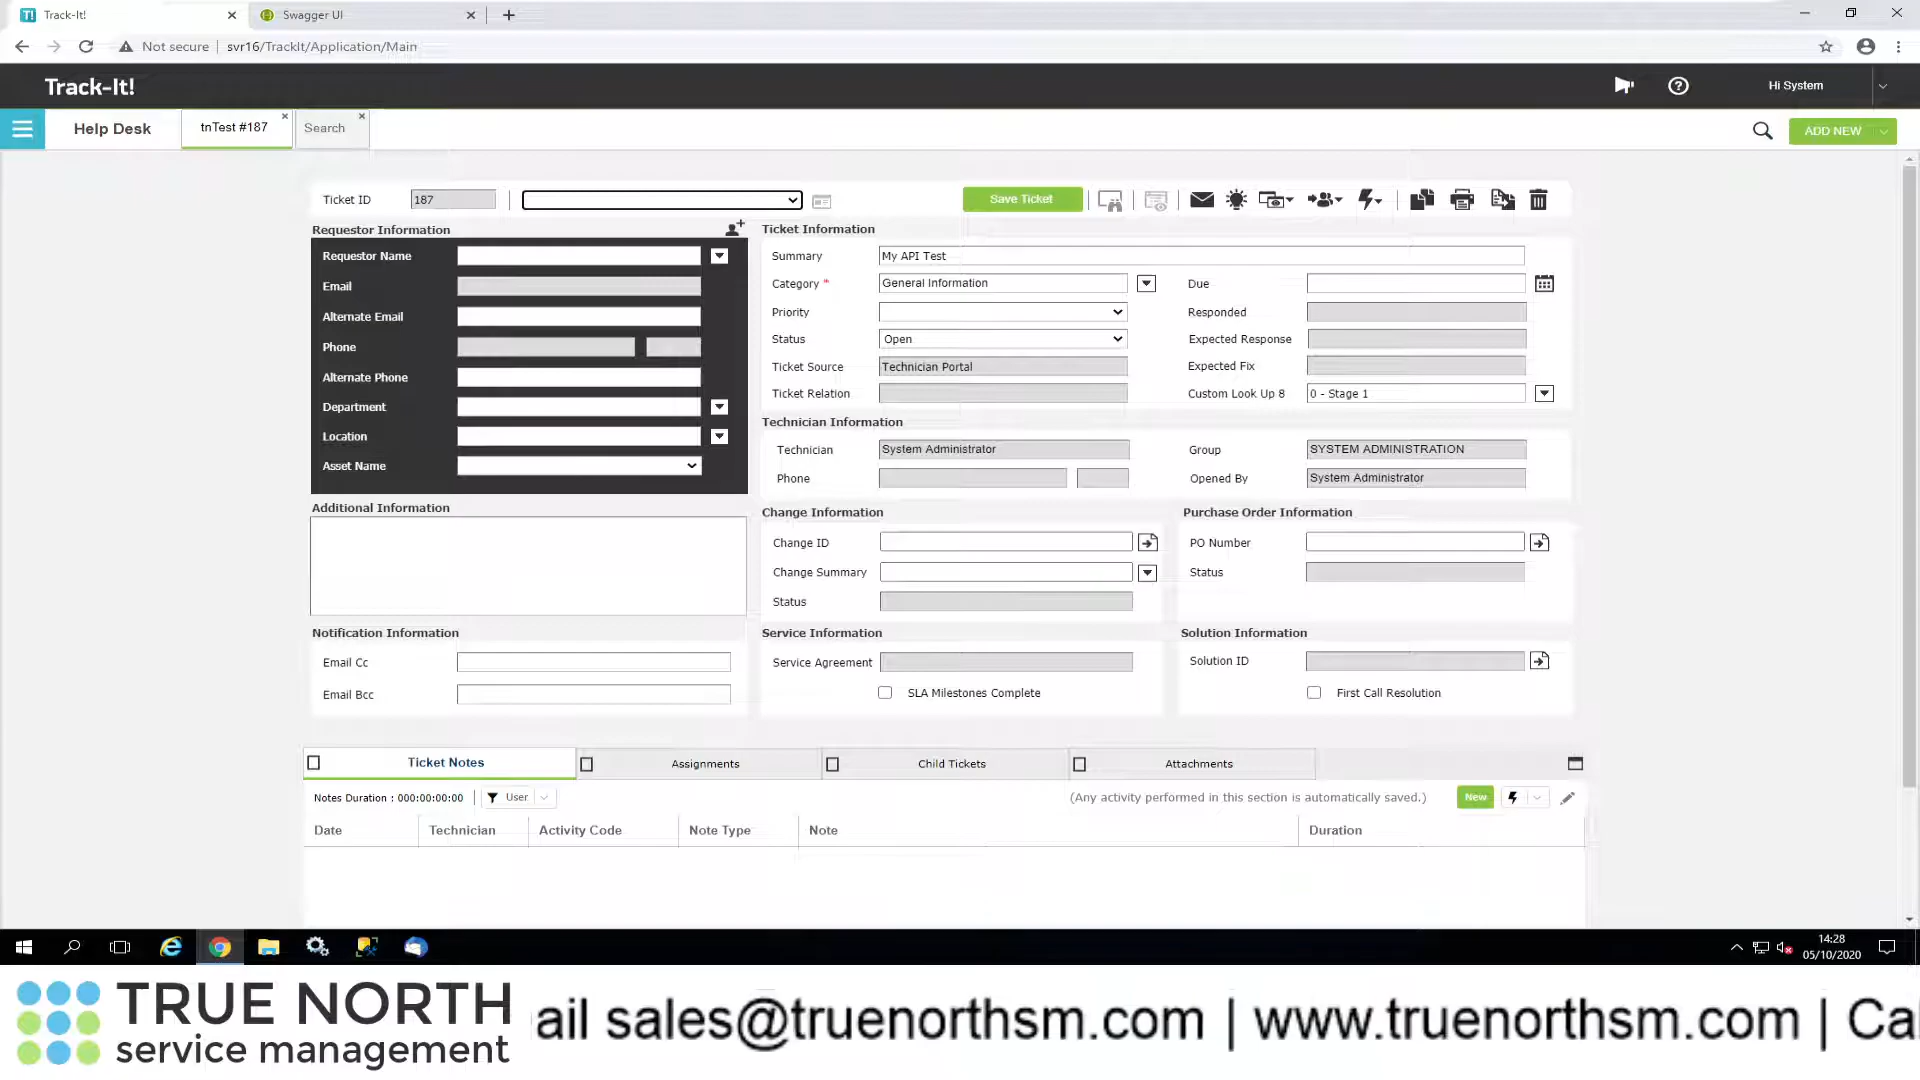 Track-It!
Swagger UI
Not secure
svr16/TrackIt/Application/Main
Track-It!
Hi System
Help Desk
tnTest #187
Search
ADD NEW
Ticket ID
187
Save Ticket
Requestor Information
Requestor Name
Email
Alternate Email
Phone
Alternate Phone
Department
Location
Asset Name
Ticket Information
Summary
My API Test
Category *
General Information
Due
Priority
Responded
Status
Open
Expected Response
Ticket Source
Technician Portal
Expected Fix
Ticket Relation
Custom Look Up 8
0 - Stage 1
Technician Information
Technician
System Administrator
Group
SYSTEM ADMINISTRATION
Phone
Opened By
System Administrator
Additional Information
Change Information
Change ID
Change Summary
Status
Purchase Order Information
PO Number
Status
Notification Information
Email Cc
Email Bcc
Service Information
Service Agreement
SLA Milestones Complete
Solution Information
Solution ID
First Call Resolution
Ticket Notes
Assignments
Child Tickets
Attachments
Notes Duration : 000:00:00:00
User
(Any activity performed in this section is automatically saved.)
New
Date
Technician
Activity Code
Note Type
Note
Duration
14:28
05/10/2020
TRUE NORTH
service management
ail sales@truenorthsm.com | www.truenorthsm.com | Ca